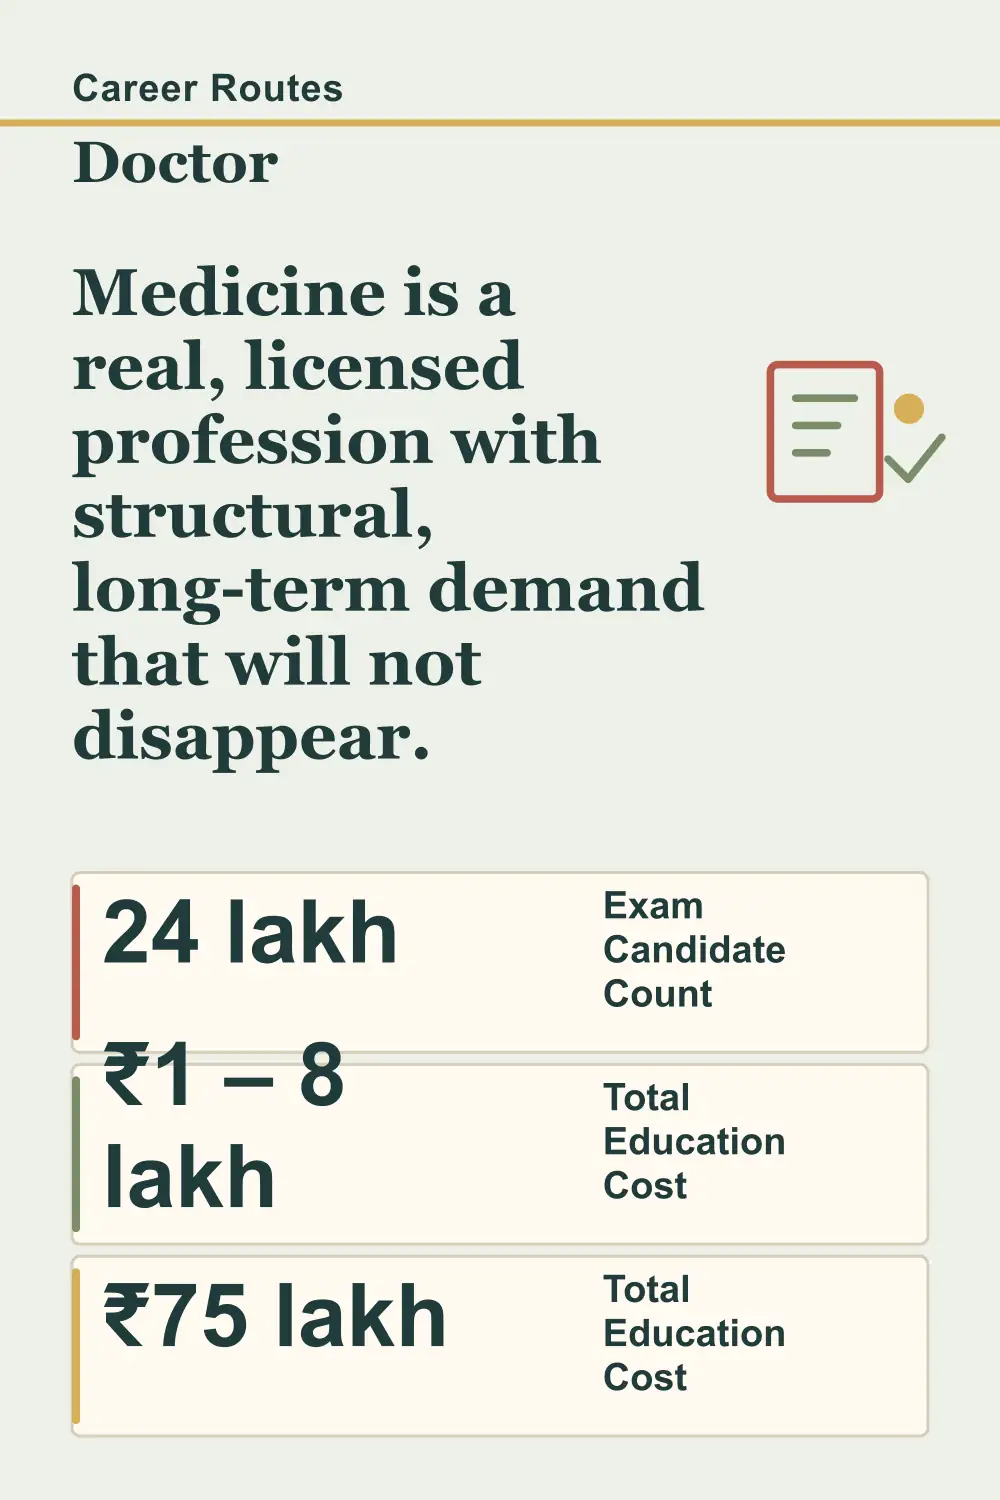 Career Routes
Doctor
Medicine is a
real, licensed
profession with
structural,
long-term demand
that will not
disappear.
24 lakh
Exam
Candidate
Count
₹1 – 8
lakh
Total
Education
Cost
₹75 lakh
Total
Education
Cost